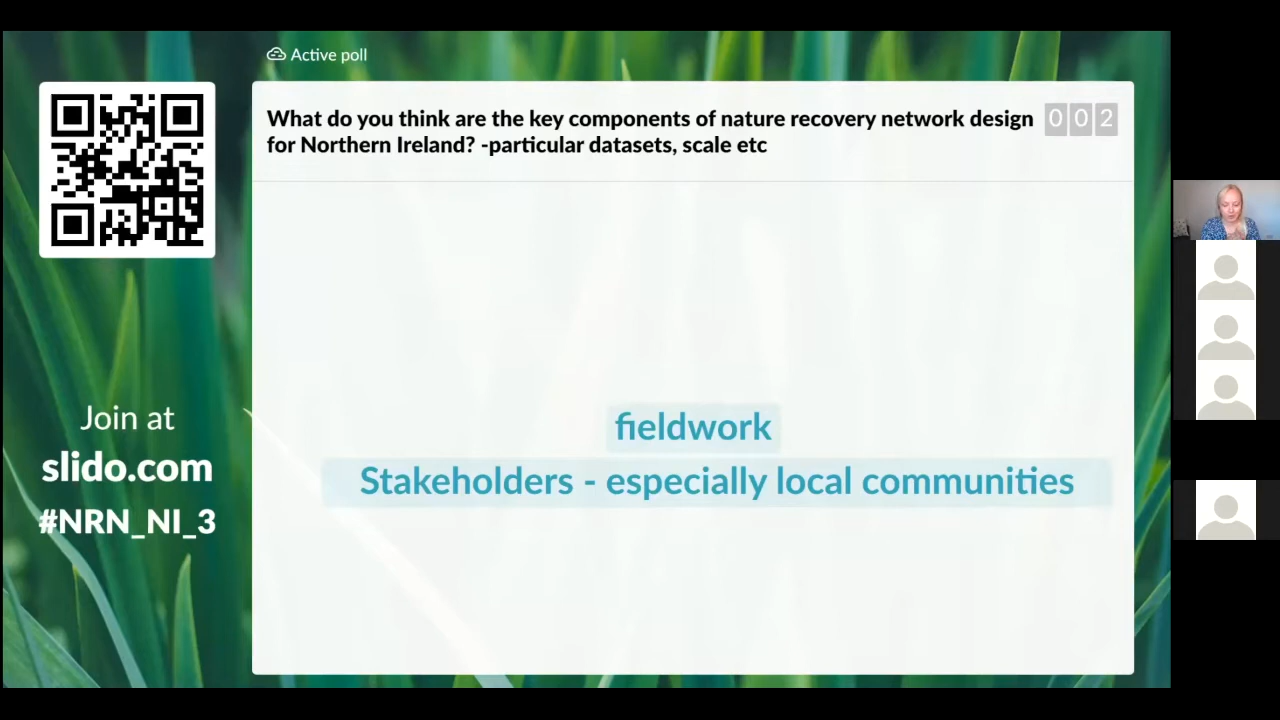 Active poll
What do you think are the key components of nature recovery network design
for Northern Ireland? -particular datasets, scale etc
002
fieldwork
Stakeholders - especially local communities
Join at
slido.com
#NRN_NI_3